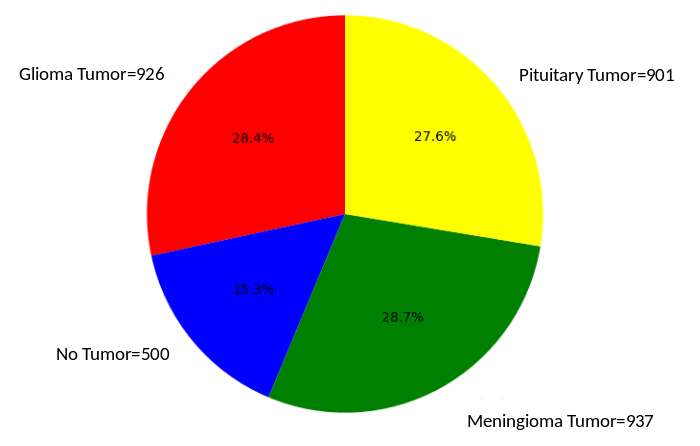 Glioma Tumor=926
Pituitary Tumor=901
28.4%
27.6%
15.3%
28.7%
No Tumor=500
Meningioma Tumor=937